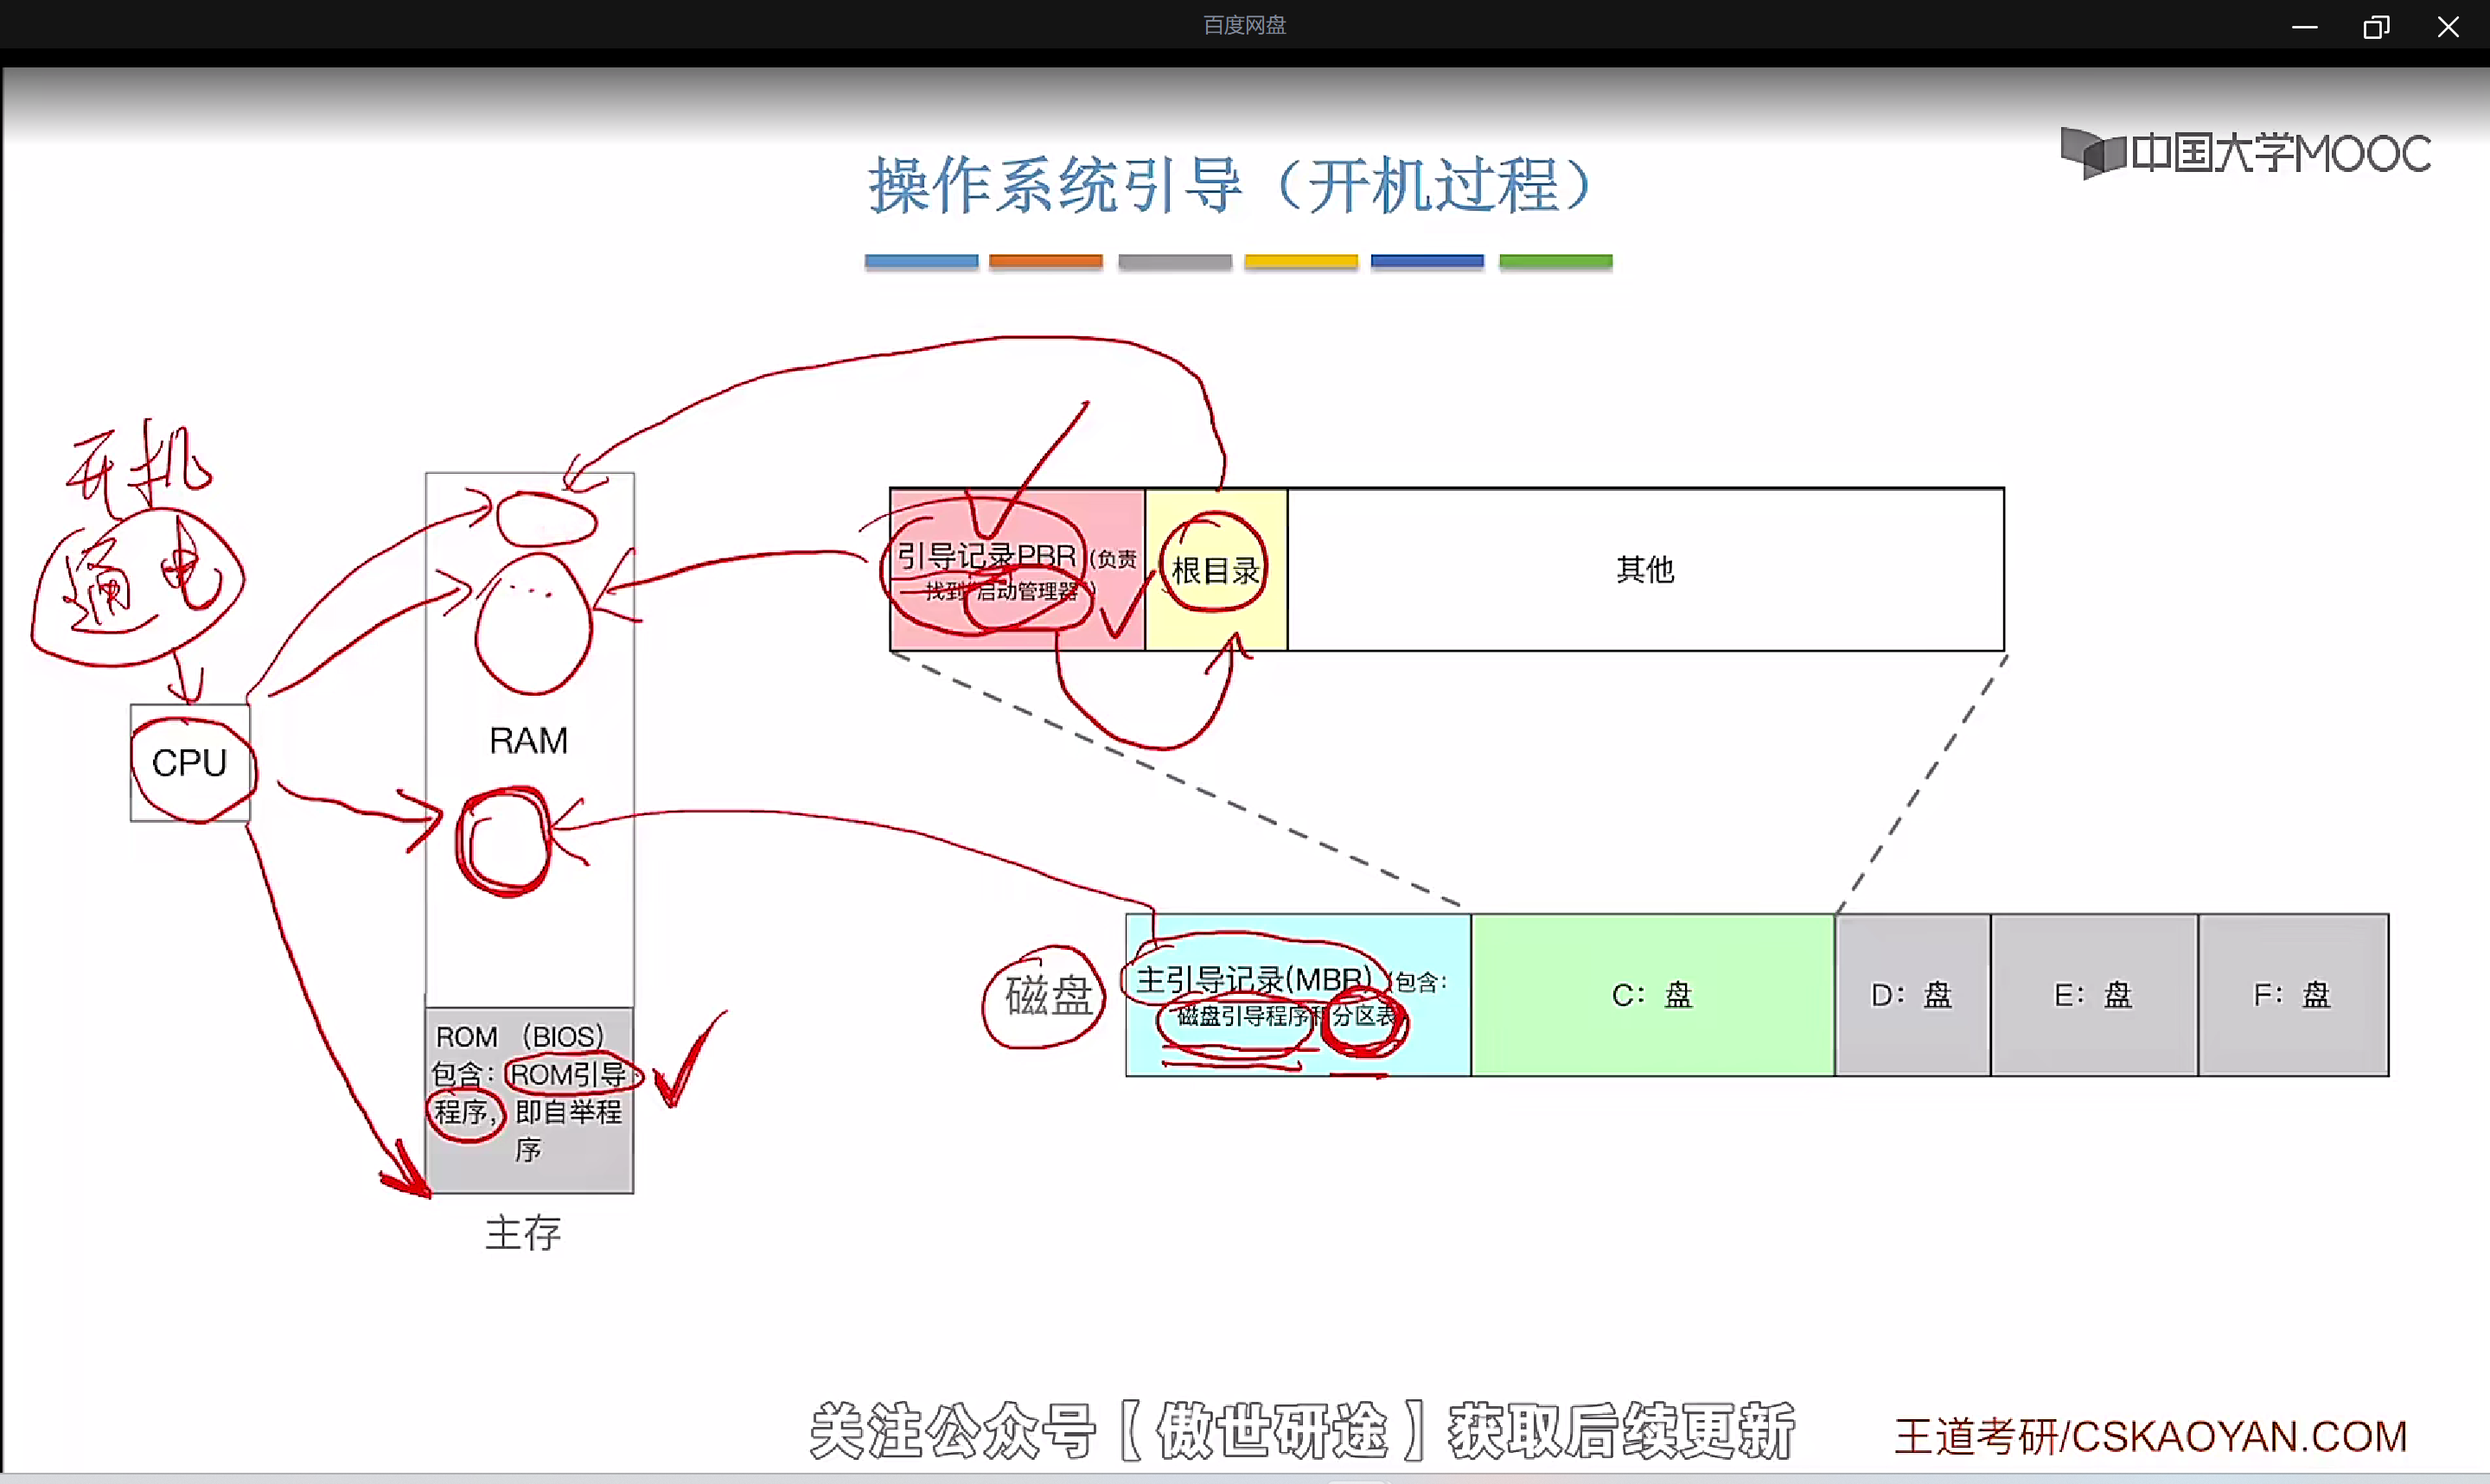 百度网盘
中国大学MOOC
操作系统引导（开机过程）
开机
通电
CPU
RAM
ROM （BIOS）
包含：ROM引导
程序，即自举程
序
主存
引导记录PBR（负责
找到“启动管理器”）
根目录
其他
磁盘
主引导记录(MBR)（包含：
磁盘引导程序和分区表）
C：盘
D：盘
E：盘
F：盘
关注公众号【傲世研途】获取后续更新
王道考研/CSKAOYAN.COM